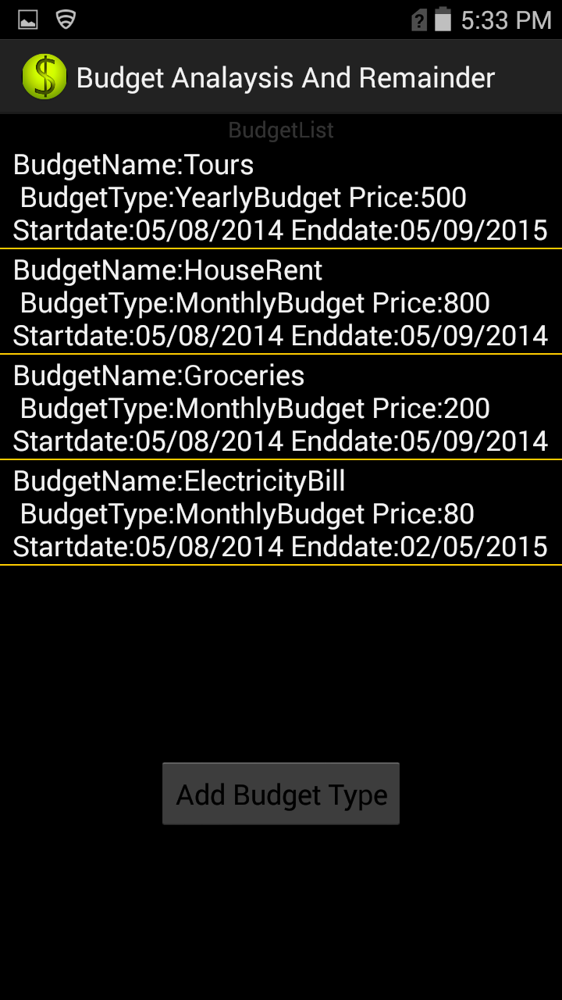 5:33 PM
Budget Analaysis And Remainder
BudgetList
BudgetName:Tours
BudgetType:YearlyBudget Price:500
Startdate:05/08/2014 Enddate:05/09/2015
BudgetName:HouseRent
BudgetType:MonthlyBudget Price:800
Startdate:05/08/2014 Enddate:05/09/2014
BudgetName:Groceries
BudgetType:MonthlyBudget Price:200
Startdate:05/08/2014 Enddate:05/09/2014
BudgetName:ElectricityBill
BudgetType:MonthlyBudget Price:80
Startdate:05/08/2014 Enddate:02/05/2015
Add Budget Type